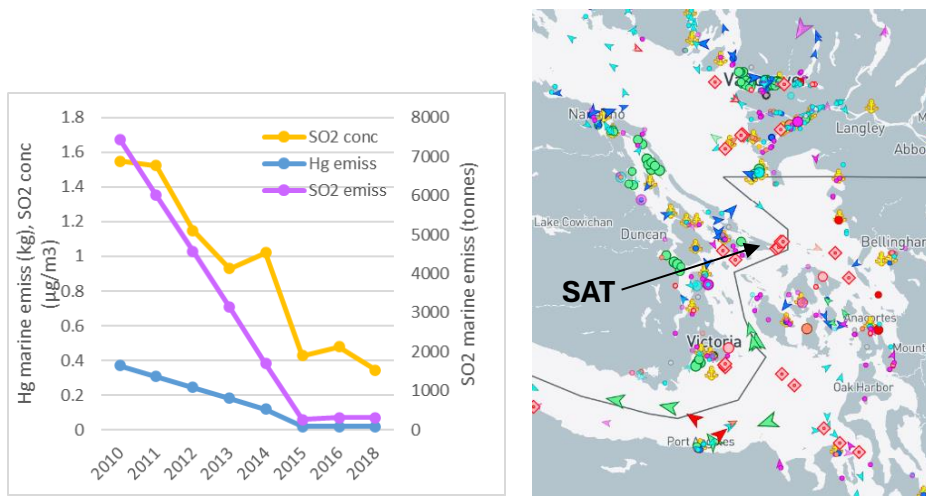 1.8
1.6
1.4
1.2
1
0.8
0.6
0.4
0.2
0
8000
7000
6000
5000
4000
3000
2000
1000
0
Hg marine emiss (kg), SO2 conc
(µg/m3)
SO2 marine emiss (tonnes)
SO2 conc
Hg emiss
SO2 emiss
2010
2011
2012
2013
2014
2015
2016
2018
Langley
Abbo
Lake Cowichan
Duncan
Bellingham
SAT
Anacortes
Victoria
Mount
Oak Harbor